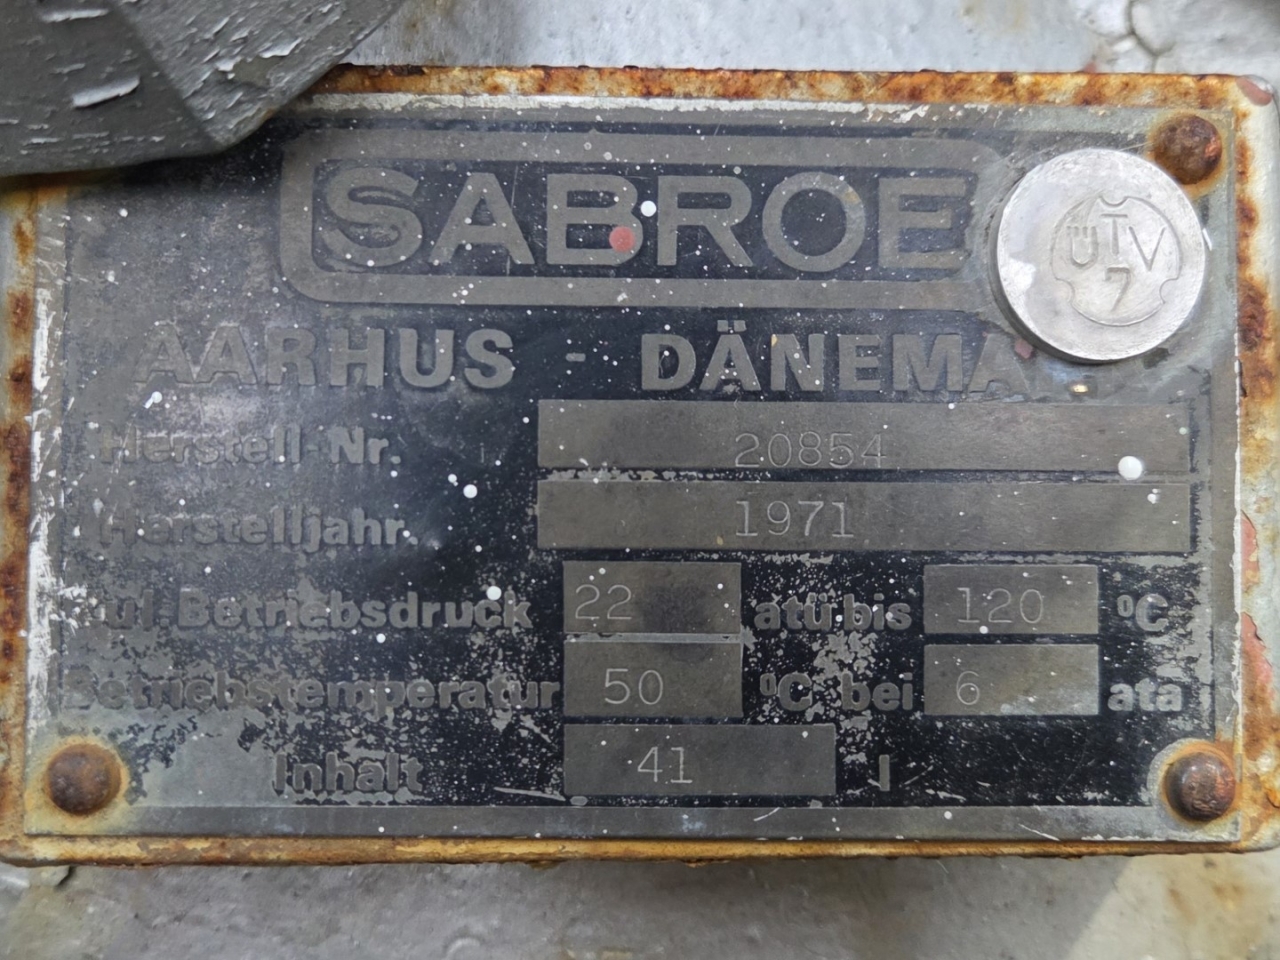 SABROE
ÜTV
7
AARHUS - DÄNEMA
Herstell-Nr. 20854
Herstelljahr. 1971
zul. Betriebsdruck 22 atü bis 120 °C
Betriebstemperatur 50 °C bei 6 ata
Inhalt 41 l